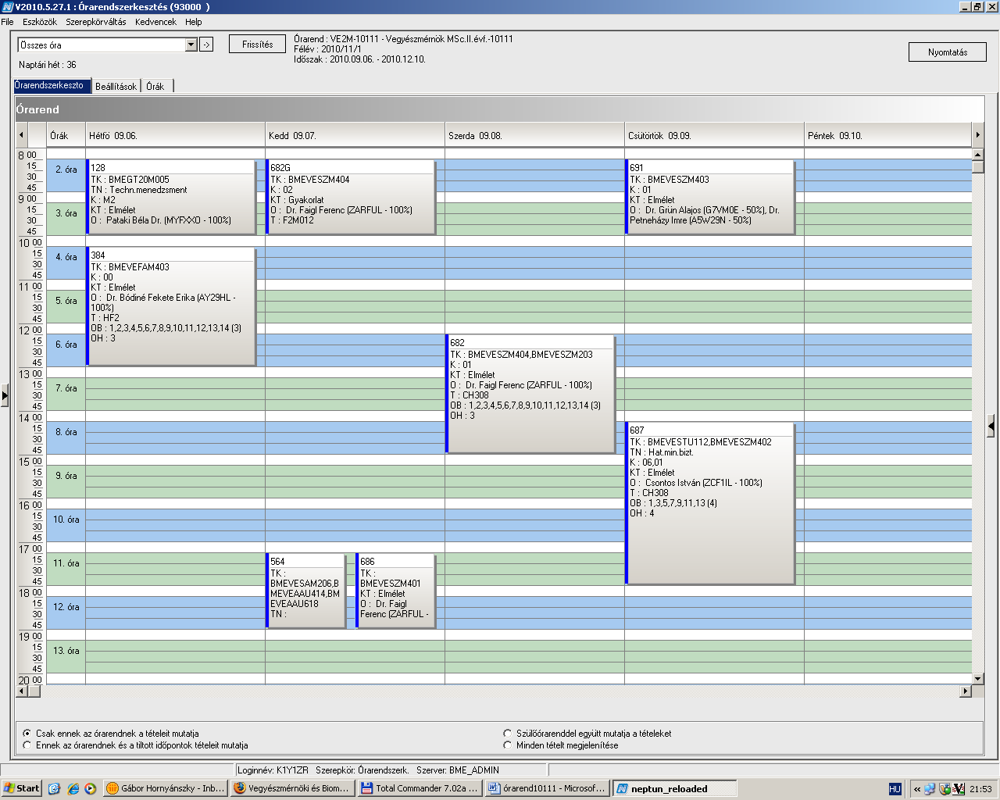 V2010.5.27.1 : Órarendszerkesztés (93000  )
File Eszközök Szerepkörváltás Kedvencek Help
Összes óra
->
Frissítés
Órarend : VE2M-10111 - Vegyészmérnök MSc.II.évf.-10111
Félév : 2010/11/1
Időszak : 2010.09.06. - 2010.12.10.
Nyomtatás
Naptári hét : 36
Órarendszerkeszto Beállítások Órák
Órarend
Órák Hétfő 09.06. Kedd 09.07. Szerda 09.08. Csütörtök 09.09. Péntek 09.10.
8 00
15
30
45
9 00
15
30
45
10 00
15
30
45
11 00
15
30
45
12 00
15
30
45
13 00
15
30
45
14 00
15
30
45
15 00
15
30
45
16 00
15
30
45
17 00
15
30
45
18 00
15
30
45
19 00
15
30
45
20 00
2. óra
3. óra
4. óra
5. óra
6. óra
7. óra
8. óra
9. óra
10. óra
11. óra
12. óra
13. óra
128
TK : BMEGT20M005
TN : Techn.menedzsment
K : M2
KT : Elmélet
O : Pataki Béla Dr. (MYFXXO - 100%)
384
TK : BMEVEFAM403
K : 00
KT : Elmélet
O : Dr. Bódiné Fekete Erika (AY29HL -
100%)
T : HF2
OB : 1,2,3,4,5,6,7,8,9,10,11,12,13,14 (3)
OH : 3
682G
TK : BMEVESZM404
K : 02
KT : Gyakorlat
O : Dr. Faigl Ferenc (ZARFUL - 100%)
T : F2M012
564
TK :
BMEVESAM206,B
MEVEAAU414,BM
EVEAAU618
TN :
686
TK :
BMEVESZM401
KT : Elmélet
O : Dr. Faigl
Ferenc (ZARFUL -
682
TK : BMEVESZM404,BMEVESZM203
K : 01
KT : Elmélet
O : Dr. Faigl Ferenc (ZARFUL - 100%)
T : CH308
OB : 1,2,3,4,5,6,7,8,9,10,11,12,13,14 (3)
OH : 3
691
TK : BMEVESZM403
K : 01
KT : Elmélet
O : Dr. Grün Alajos (G7VM0E - 50%), Dr.
Petneházy Imre (A5W29N - 50%)
687
TK : BMEVESTU112,BMEVESZM402
TN : Hat.min.bizt.
K : 06,01
KT : Elmélet
O : Csontos István (ZCF1IL - 100%)
T : CH308
OB : 1,3,5,7,9,11,13 (4)
OH : 4
Csak ennek az órarendnek a tételeit mutatja
Ennek az órarendnek és a tiltott időpontok tételeit mutatja
Szülőórarenddel együtt mutatja a tételeket
Minden tételt megjelenítése
Loginnév: K1Y1ZR Szerepkör: Órarendszerk. Szerver: BME_ADMIN
Start
Gábor Hornyánszky - Inb...
Vegyészmérnöki és Biom...
Total Commander 7.02a ...
órarend10111 - Microsof...
neptun_reloaded
HU
«
21:53